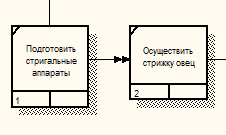 Подготовить
стригальные
аппараты
1
Осуществить
стрижку овец
2